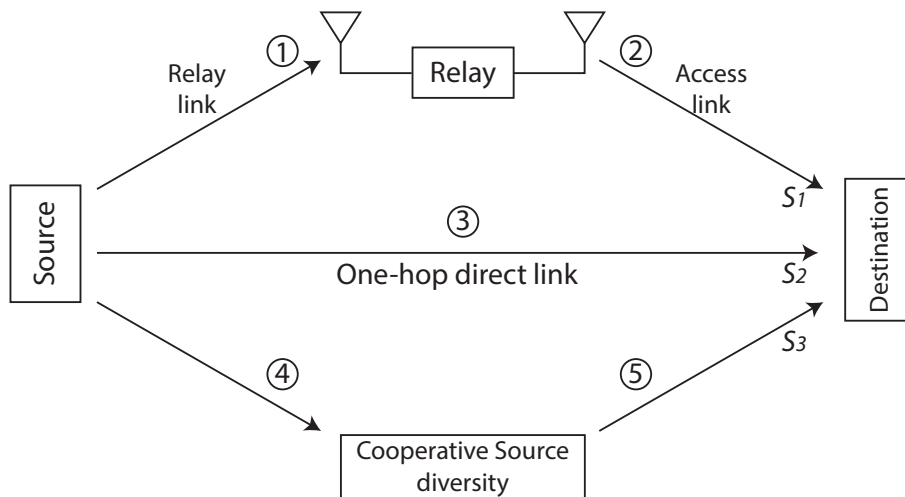 ①
②
Relay
link
Relay
Access
link
Source
③
One-hop direct link
S1
S2
S3
Destination
④
⑤
Cooperative Source
diversity